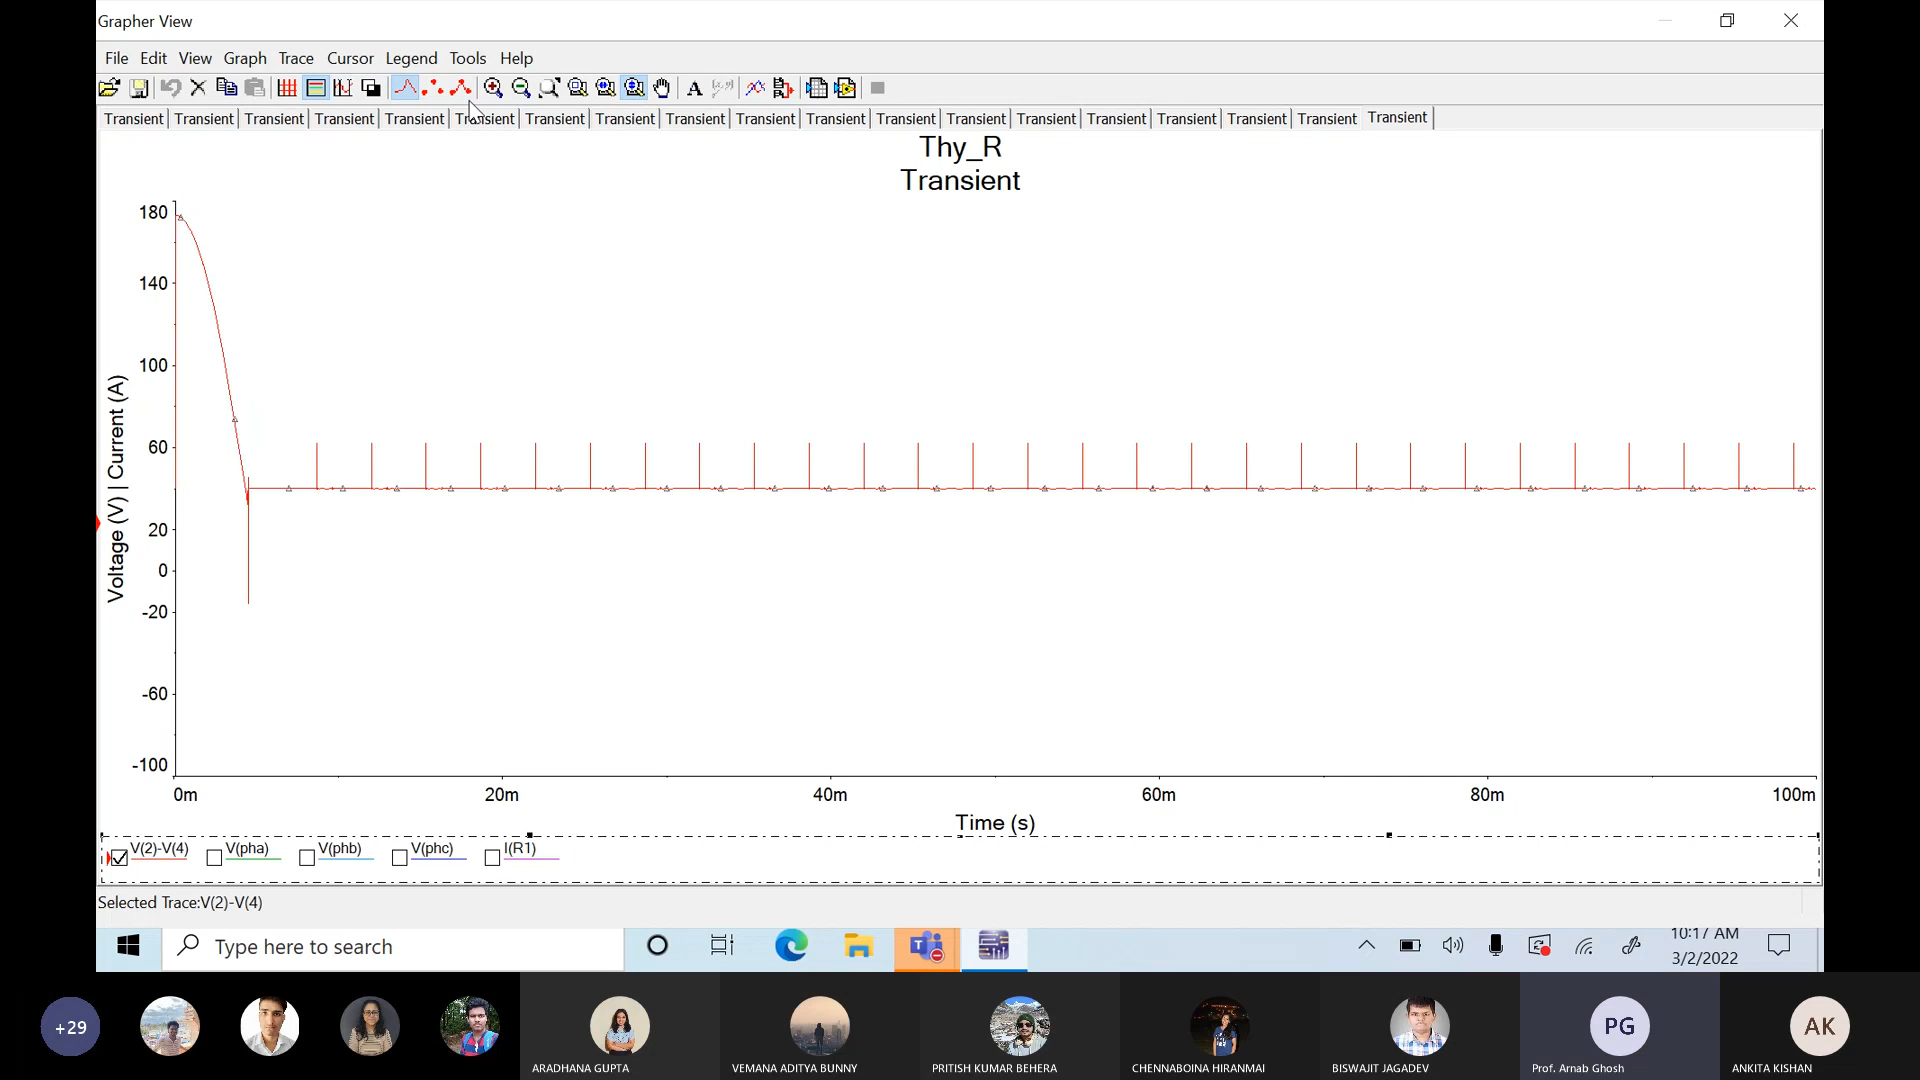 Grapher View
File Edit View Graph Trace Cursor Legend Tools Help
Transient Transient Transient Transient Transient Transient Transient Transient Transient Transient Transient Transient Transient Transient Transient Transient Transient Transient Transient
Thy_R
Transient
180
140
100
60
20
0
-20
-60
-100
Voltage (V) | Current (A)
0m 20m 40m 60m 80m 100m
Time (s)
V(2)-V(4) V(pha) V(phb) V(phc) I(R1)
Selected Trace:V(2)-V(4)
Type here to search
10:17 AM
3/2/2022
+29
PG
AK
ARADHANA GUPTA
VEMANA ADITYA BUNNY
PRITISH KUMAR BEHERA
CHENNABOINA HIRANMAI
BISWAJIT JAGADEV
Prof. Arnab Ghosh
ANKITA KISHAN